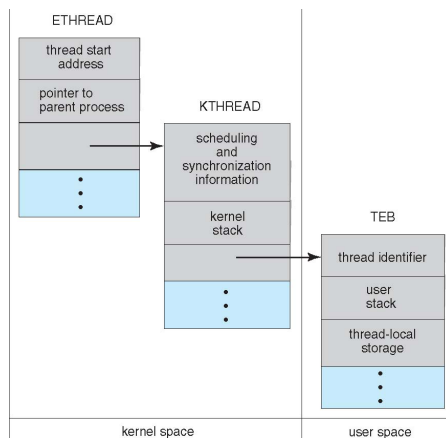 ETHREAD
thread start
address
pointer to
parent process
KTHREAD
scheduling
and
synchronization
information
kernel
stack
TEB
thread identifier
user
stack
thread-local
storage
kernel space
user space